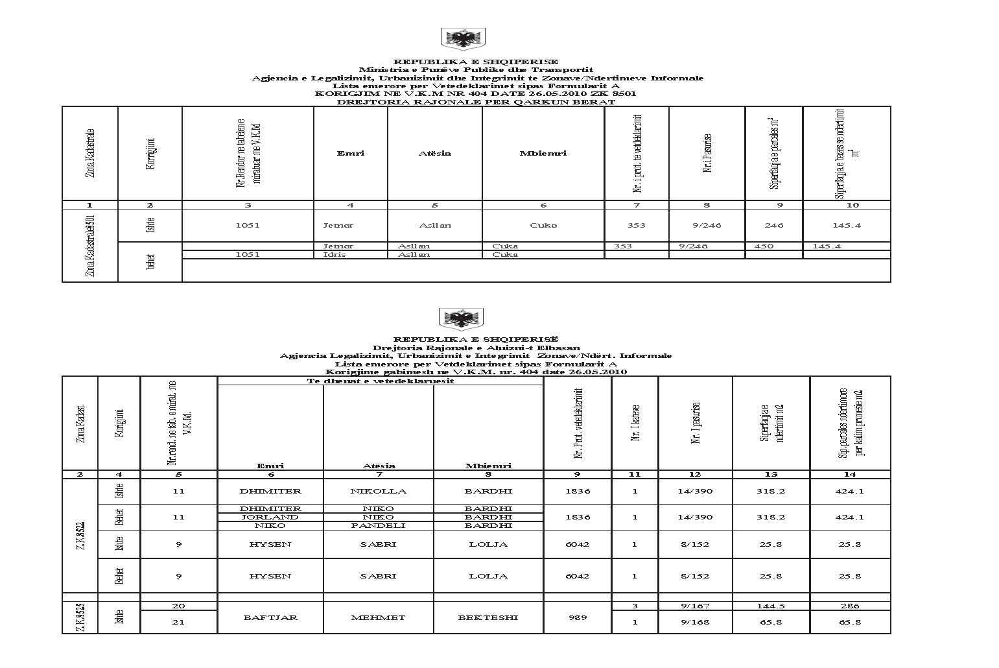 REPUBLIKA E SHQIPERISE
Ministria e Punëve Publike dhe Transportit
Agjencia e Legalizimit, Urbanizimit dhe Integrimit te Zonave/Ndertimeve Informale
Lista emerore per Vetedeklarimet sipas Formularit A
KORIGJIM NE V.K.M NR 404 DATE 26.05.2010 ZK 8501
DREJTORIA RAJONALE PER QARKUN BERAT
Zona Kadastrale
Korrigjimi
Nr.Rendor ne tabelen e
miratuar me V.K.M
Emri
Atësia
Mbiemri
Nr. i prot. te vetdeklarimit
Nr. i Pasurise
Siperfaqja e parceles m²
Siperfaqja e bazes se ndertimit
m²
1 2 3 4 5 6 7 8 9 10
Zona Kadastrale8501
Ishte
1051 Jetnor Asllan Cuko 353 9/246 246 145.4
behet
Jetnor Asllan Cuka 353 9/246 450 145.4
1051 Idris Asllan Cuka
REPUBLIKA E SHQIPERISË
Drejtoria Rajonale e Aluizni-t Elbasan
Agjencia Legalizimit, Urbanizimit e Integrimit Zonave/Ndërt. Informale
Lista emerore per Vetdeklarimet sipas Formularit A
Korigjime gabimesh ne V.K.M. nr. 404 date 26.05.2010
Zona Kadast.
Korigjimi
Nr.rend. ne tab. e mirat. me
V.K.M.
Te dhenat e vetedeklaruesit
Emri
Atësia
Mbiemri
Nr. Prot. vetedeklarimit
Nr. I kateve
Nr. I pasurise
Siperfaqja e
ndertimit m2
Sip. parceles ndertimore
per kalim pronesie m2
2 4 5 6 7 8 9 11 12 13 14
Z.K.8522
Ishte 11 DHIMITER NIKOLLA BARDHI 1836 1 14/390 318.2 424.1
Behet 11 DHIMITER NIKO BARDHI 1836 1 14/390 318.2 424.1
JORLAND NIKO BARDHI
NIKO PANDELI BARDHI
Ishte 9 HYSEN SABRI LOLJA 6042 1 8/152 25.8 25.8
Behet 9 HYSEN SABRI LOLJA 6042 1 8/152 25.8 25.8
Z.K.8525
Ishte 20 BAFTJAR MEHMET BEKTESHI 989 3 9/167 144.5 286
21 1 9/168 65.8 65.8